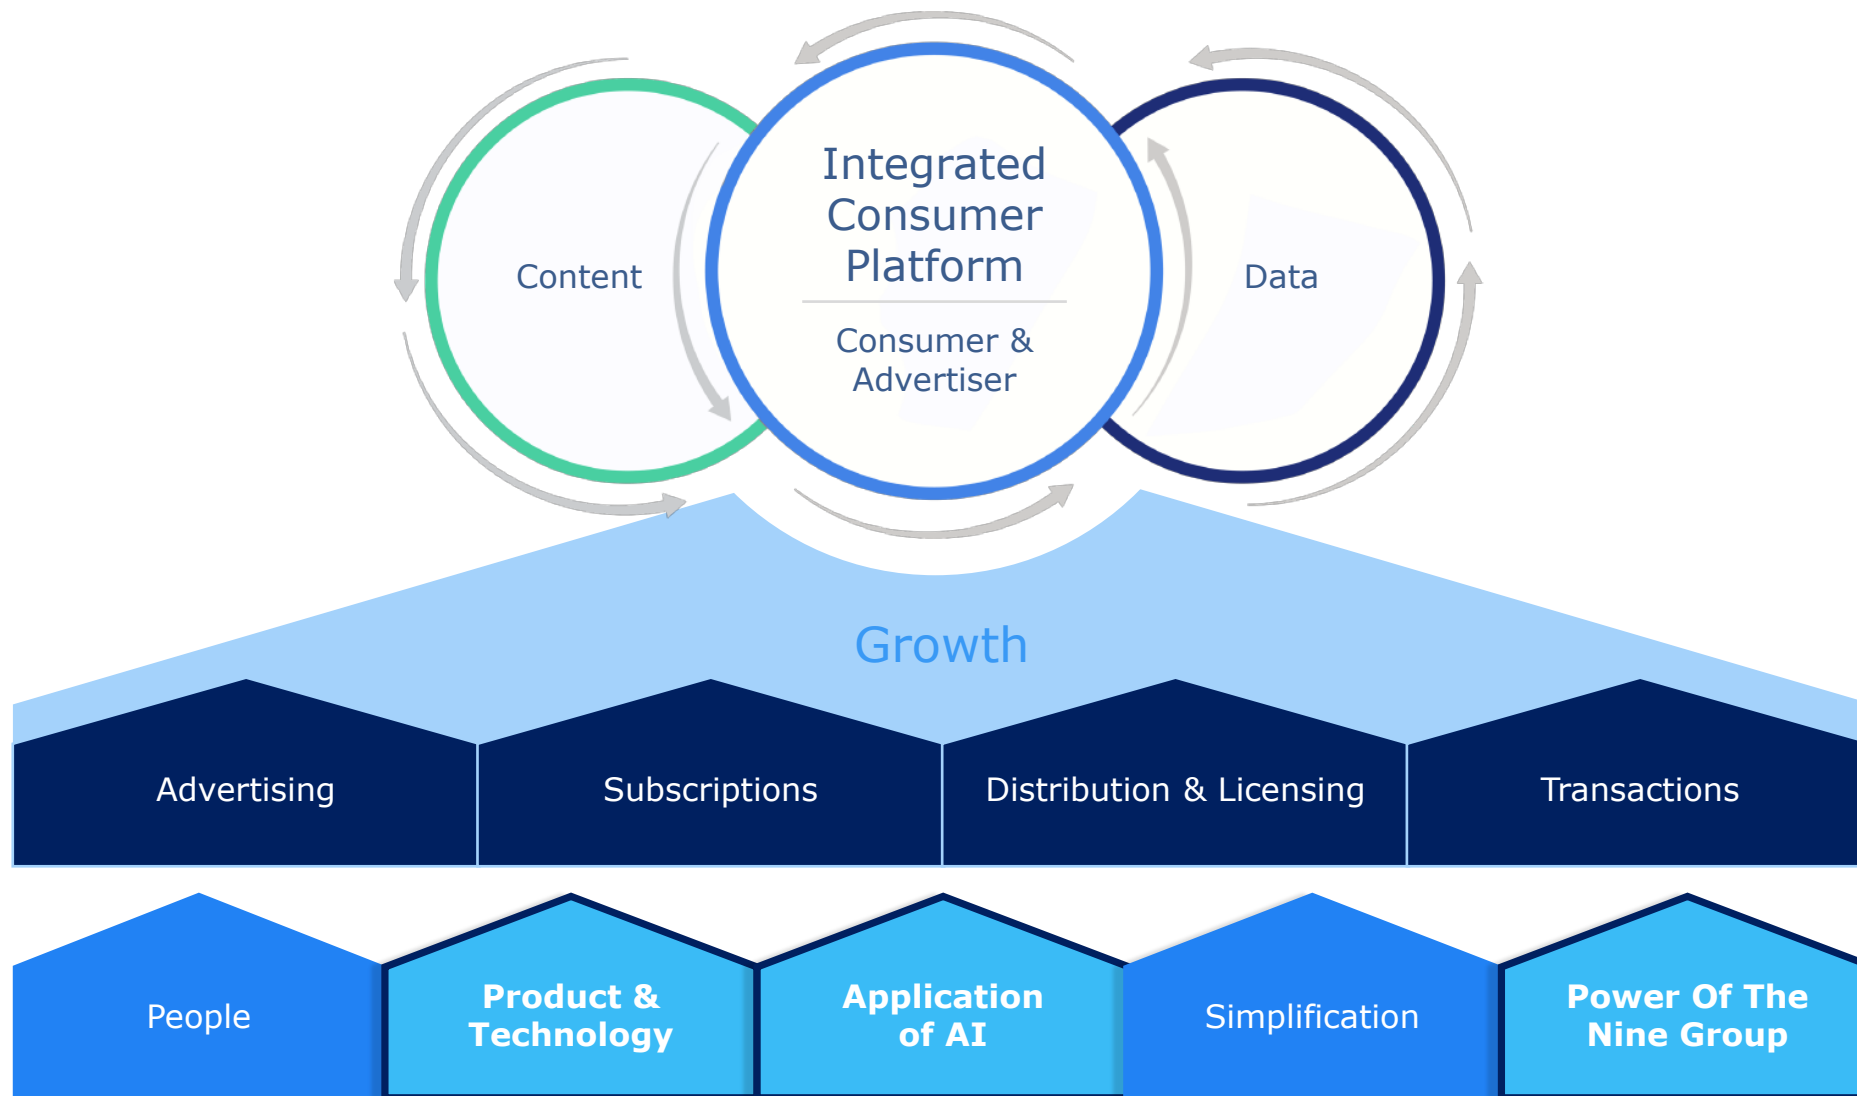 Integrated
Consumer
Platform
Content
Data
Consumer &
Advertiser
Growth
Advertising
Subscriptions
Distribution & Licensing
Transactions
People
Product &
Technology
Application
of AI
Simplification
Power Of The
Nine Group